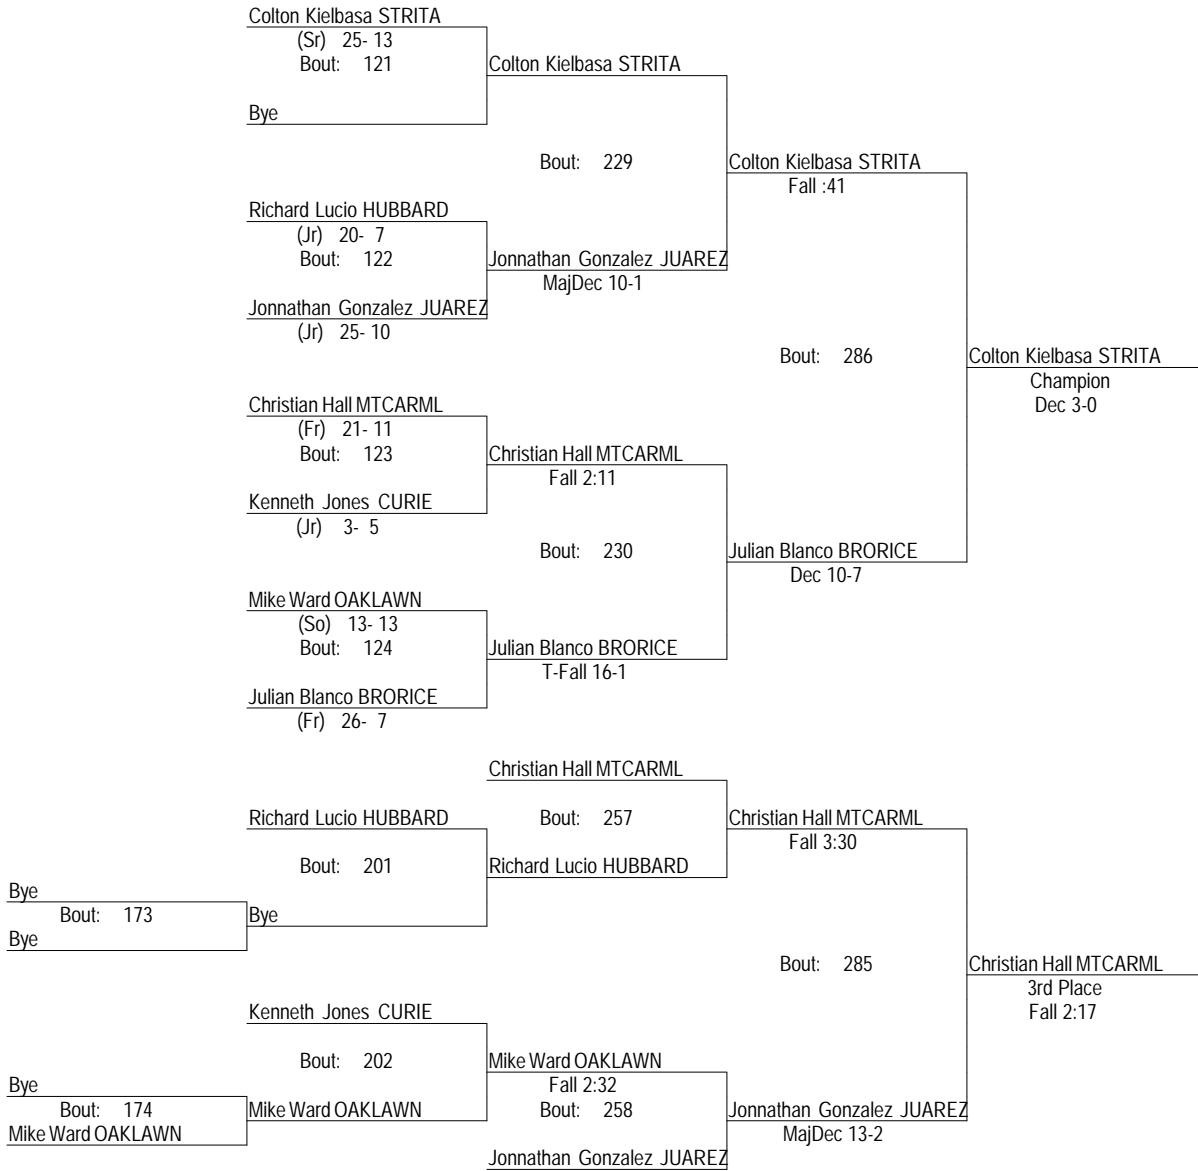 Colton Kielbasa STRITA
(Sr) 25- 13
Bout: 121
Colton Kielbasa STRITA
Bye
Bout: 229
Colton Kielbasa STRITA
Fall :41
Richard Lucio HUBBARD
(Jr) 20- 7
Bout: 122
Jonnathan Gonzalez JUAREZ
MajDec 10-1
Jonnathan Gonzalez JUAREZ
(Jr) 25- 10
Bout: 286
Colton Kielbasa STRITA
Champion
Dec 3-0
Christian Hall MTCARML
(Fr) 21- 11
Bout: 123
Christian Hall MTCARML
Fall 2:11
Kenneth Jones CURIE
(Jr) 3- 5
Bout: 230
Julian Blanco BRORICE
Dec 10-7
Mike Ward OAKLAWN
(So) 13- 13
Bout: 124
Julian Blanco BRORICE
T-Fall 16-1
Julian Blanco BRORICE
(Fr) 26- 7
Christian Hall MTCARML
Richard Lucio HUBBARD
Bout: 257
Christian Hall MTCARML
Fall 3:30
Bout: 201
Richard Lucio HUBBARD
Bye
Bout: 173
Bye
Bye
Bout: 285
Christian Hall MTCARML
3rd Place
Fall 2:17
Kenneth Jones CURIE
Bout: 202
Mike Ward OAKLAWN
Fall 2:32
Bye
Bout: 174
Mike Ward OAKLAWN
Bout: 258
Jonnathan Gonzalez JUAREZ
MajDec 13-2
Mike Ward OAKLAWN
Jonnathan Gonzalez JUAREZ